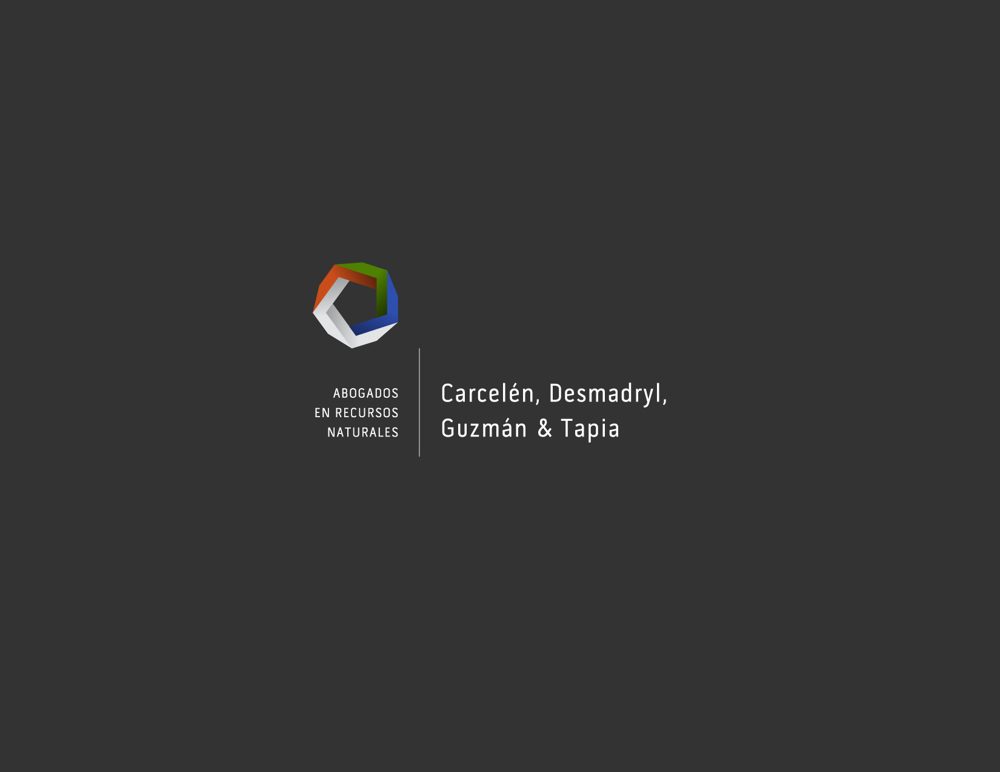 ABOGADOS
EN RECURSOS
NATURALES
Carcelén, Desmadryl,
Guzmán & Tapia